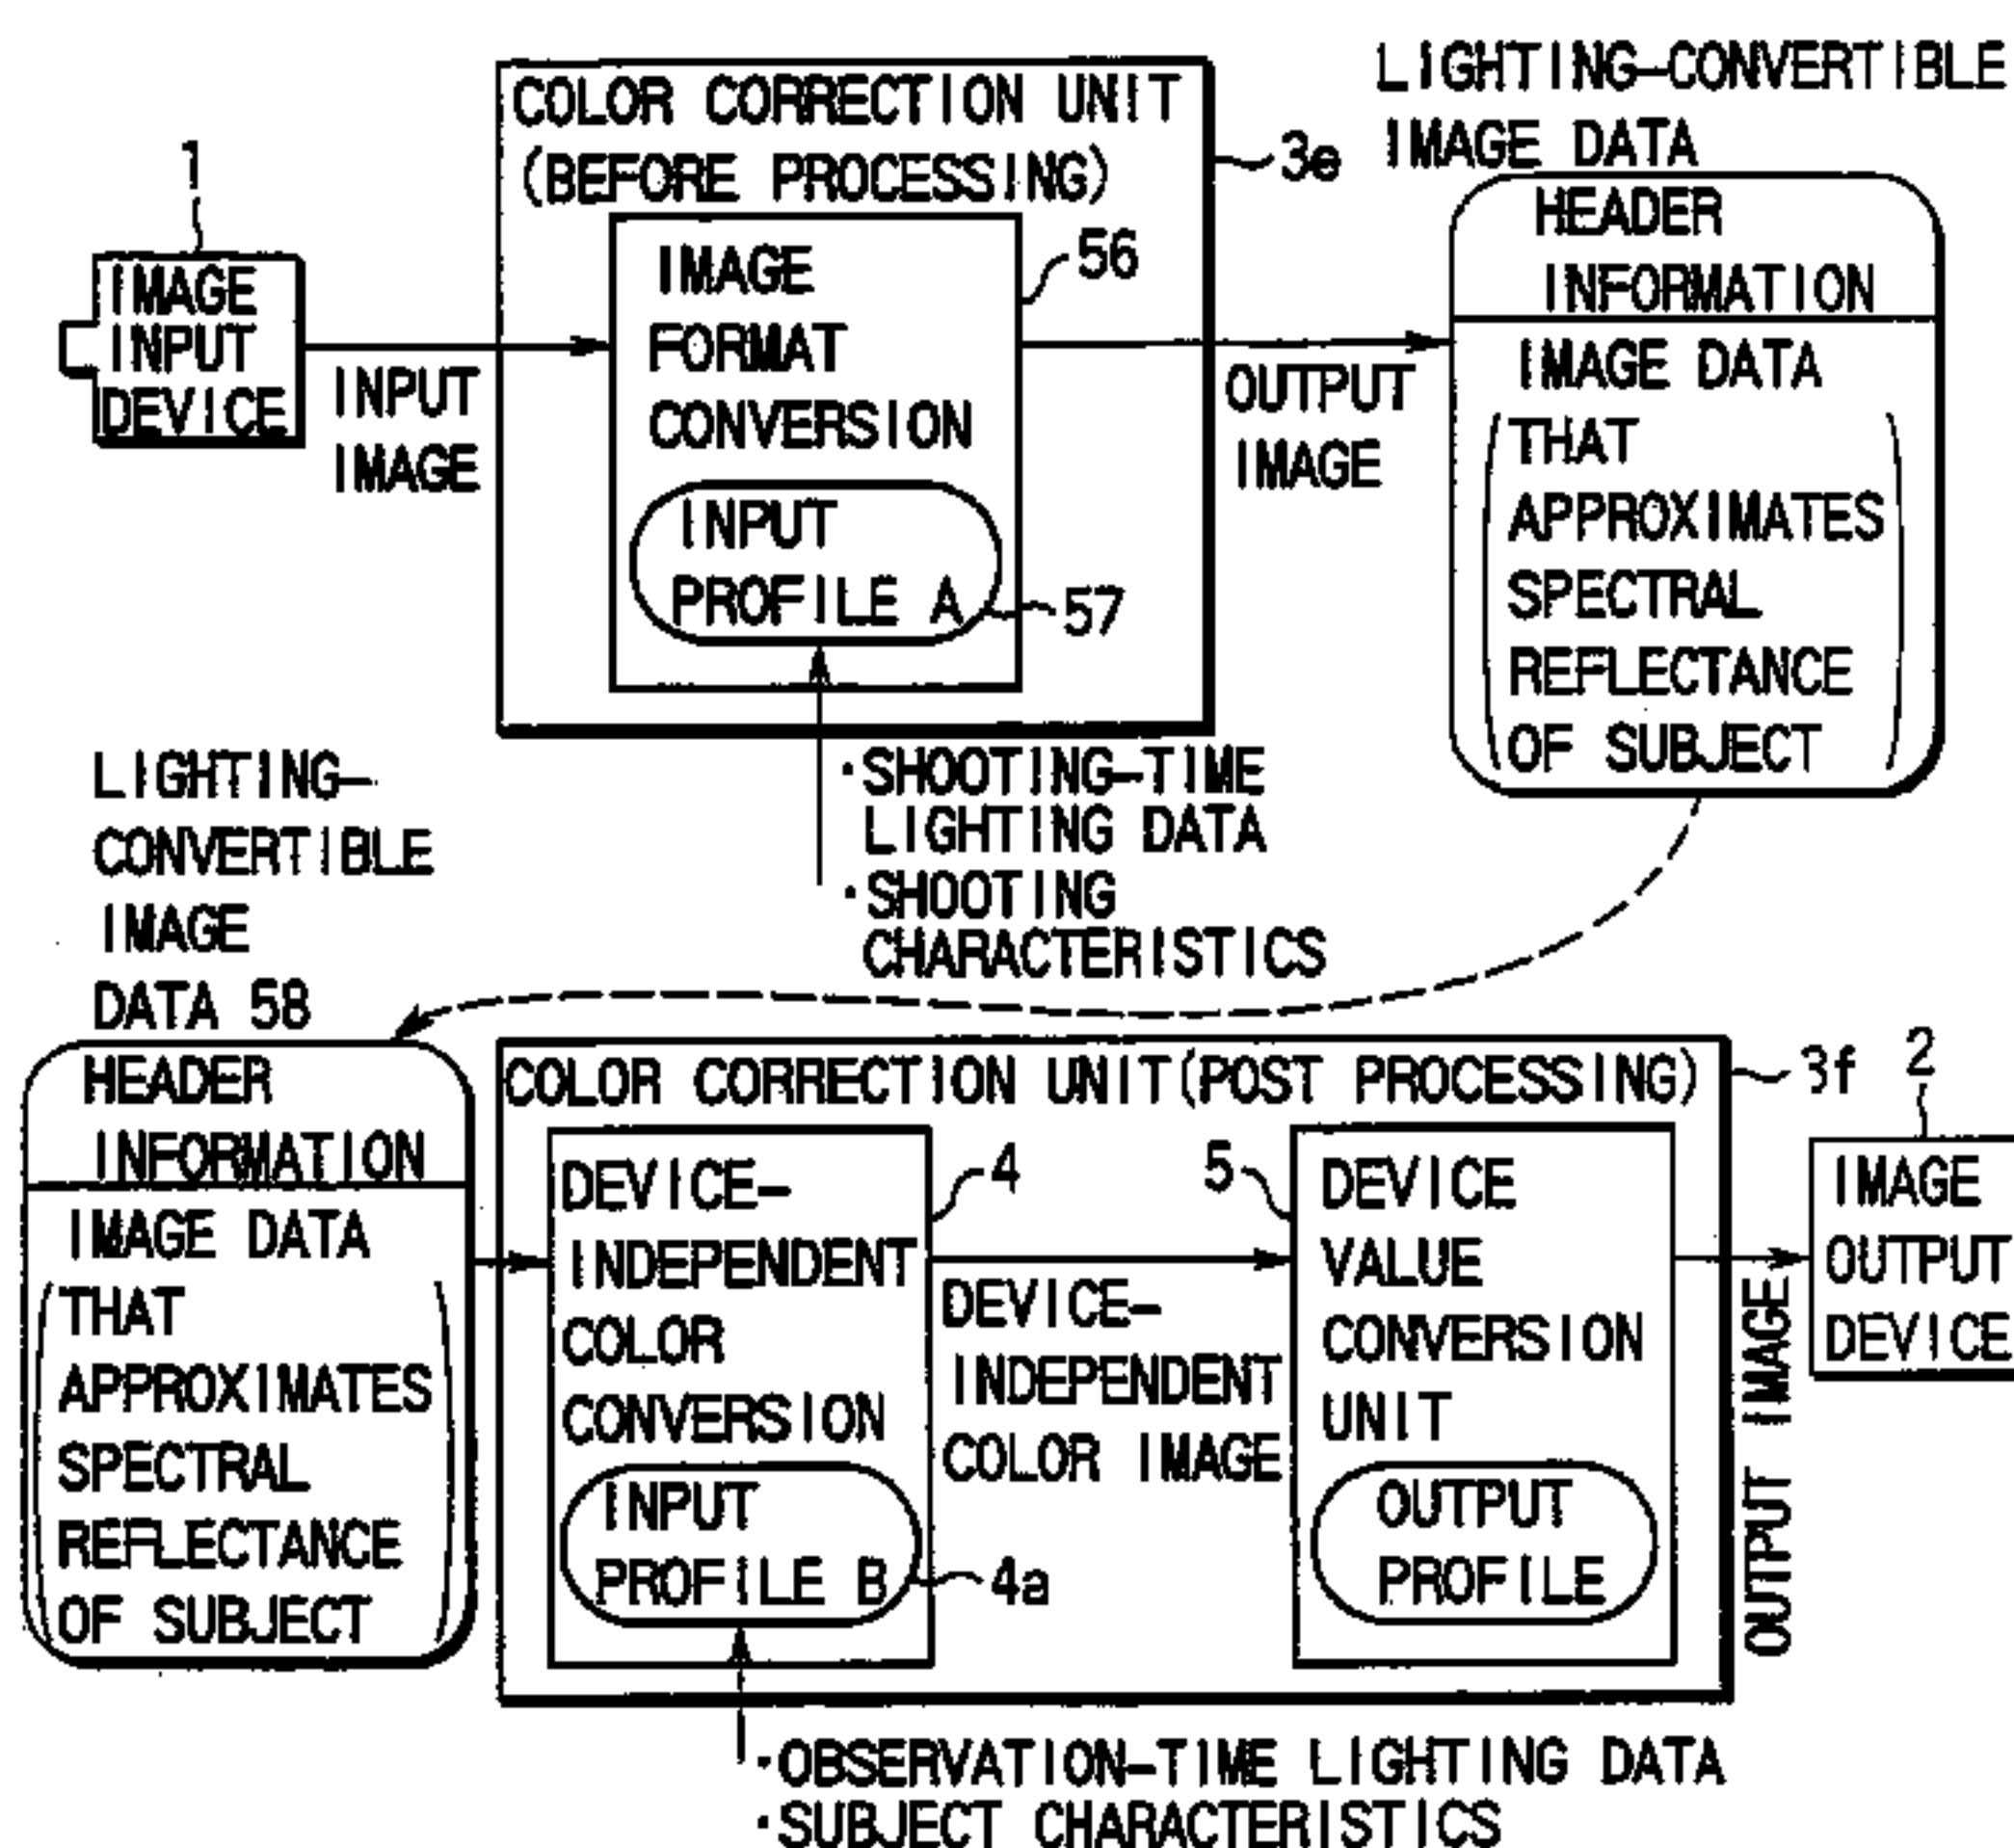 1
IMAGE
INPUT
DEVICE
INPUT
IMAGE
COLOR CORRECTION UNIT
(BEFORE PROCESSING)
3e
IMAGE
FORMAT
CONVERSION
56
INPUT
PROFILE A
57
·SHOOTING-TIME
LIGHTING DATA
·SHOOTING
CHARACTERISTICS
OUTPUT
IMAGE
LIGHTING-CONVERTIBLE
IMAGE DATA
HEADER
INFORMATION
IMAGE DATA
THAT
APPROXIMATES
SPECTRAL
REFLECTANCE
OF SUBJECT
LIGHTING-
CONVERTIBLE
IMAGE
DATA 58
HEADER
INFORMATION
IMAGE DATA
THAT
APPROXIMATES
SPECTRAL
REFLECTANCE
OF SUBJECT
COLOR CORRECTION UNIT(POST PROCESSING)
3f
DEVICE-
INDEPENDENT
COLOR
CONVERSION
4
INPUT
PROFILE B
4a
·OBSERVATION-TIME LIGHTING DATA
·SUBJECT CHARACTERISTICS
DEVICE-
INDEPENDENT
COLOR IMAGE
5
DEVICE
VALUE
CONVERSION
UNIT
OUTPUT
PROFILE
OUTPUT IMAGE
2
IMAGE
OUTPUT
DEVICE